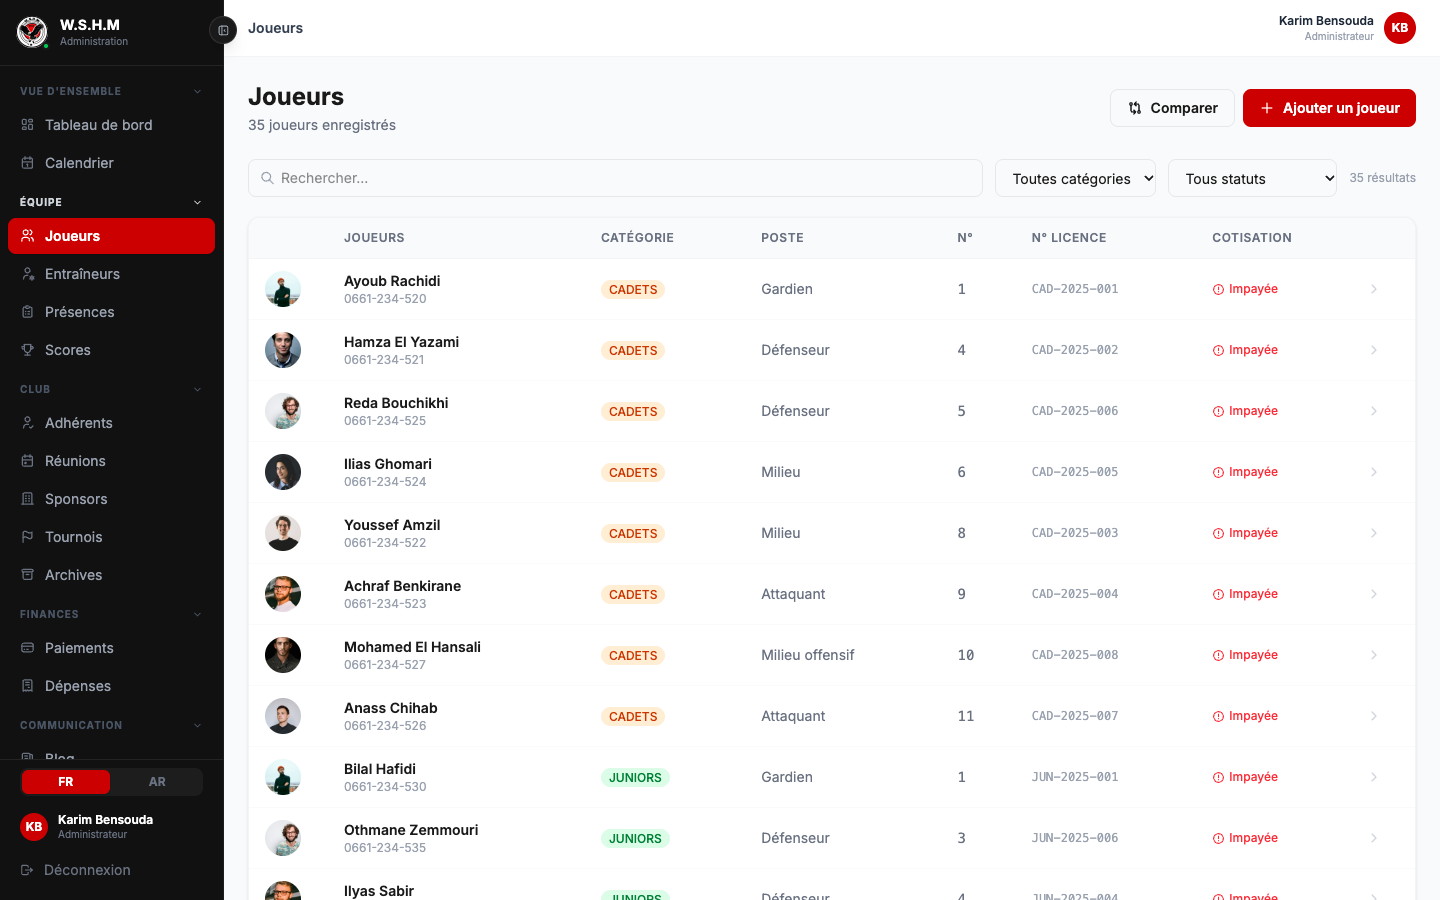 W.S.H.M
Administration
VUE D'ENSEMBLE
Tableau de bord
Calendrier
ÉQUIPE
Joueurs
Entraîneurs
Présences
Scores
CLUB
Adhérents
Réunions
Sponsors
Tournois
Archives
FINANCES
Paiements
Dépenses
COMMUNICATION
Blog
FR AR
KB Karim Bensouda
Administrateur
Déconnexion
Joueurs
Karim Bensouda
Administrateur
KB
Joueurs
35 joueurs enregistrés
Comparer
Ajouter un joueur
Rechercher...
Toutes catégories
Tous statuts
35 résultats
JOUEURS CATÉGORIE POSTE N° N° LICENCE COTISATION
Ayoub Rachidi CADETS Gardien 1 CAD-2025-001 Impayée
0661-234-520
Hamza El Yazami CADETS Défenseur 4 CAD-2025-002 Impayée
0661-234-521
Reda Bouchikhi CADETS Défenseur 5 CAD-2025-006 Impayée
0661-234-525
Ilias Ghomari CADETS Milieu 6 CAD-2025-005 Impayée
0661-234-524
Youssef Amzil CADETS Milieu 8 CAD-2025-003 Impayée
0661-234-522
Achraf Benkirane CADETS Attaquant 9 CAD-2025-004 Impayée
0661-234-523
Mohamed El Hansali CADETS Milieu offensif 10 CAD-2025-008 Impayée
0661-234-527
Anass Chihab CADETS Attaquant 11 CAD-2025-007 Impayée
0661-234-526
Bilal Hafidi JUNIORS Gardien 1 JUN-2025-001 Impayée
0661-234-530
Othmane Zemmouri JUNIORS Défenseur 3 JUN-2025-006 Impayée
0661-234-535
Ilyas Sabir JUNIORS Défenseur 4 JUN-2025-004 Impayée